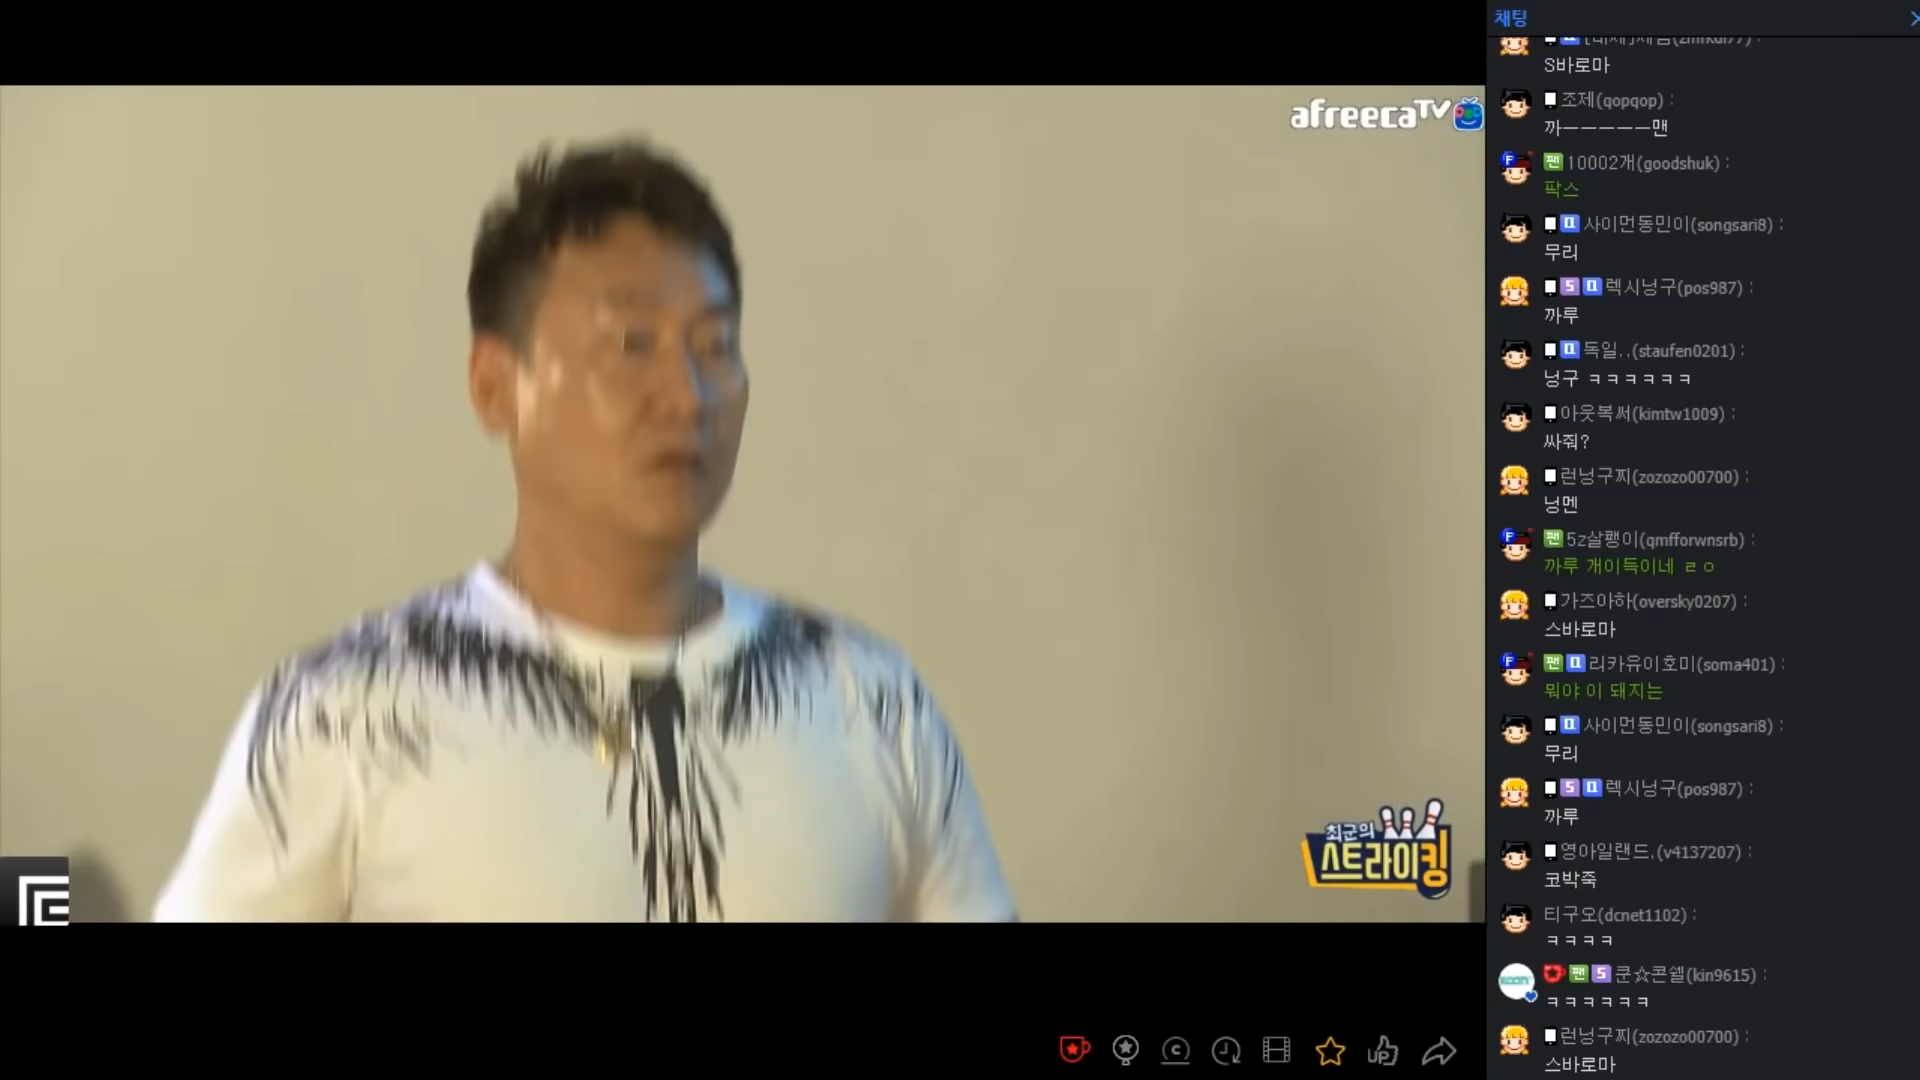 afreecaTV
최군의
스트라이킹
채팅
S바로마
조제(qopqop) :
까ㅡㅡㅡㅡㅡ맨
팬 10002개(goodshuk) :
팍스
사이먼동민이(songsari8) :
무리
S 렉시넝구(pos987) :
까루
독일..(staufen0201) :
넝구 ㅋㅋㅋㅋㅋㅋ
아웃복써(kimtw1009) :
싸줘?
런넝구찌(zozozo00700) :
넝멘
팬 5z살쾡이(qmfforwnsrb) :
까루 개이득이네 ㄹㅇ
가즈아하(oversky0207) :
스바로마
팬 리카유이호미(soma401) :
뭐야 이 돼지는
사이먼동민이(songsari8) :
무리
S 렉시넝구(pos987) :
까루
영아일랜드.(v4137207) :
코박죽
티구오(dcnet1102) :
ㅋㅋㅋㅋ
팬 S 쿤☆콘쉘(kin9615) :
ㅋㅋㅋㅋㅋㅋ
런넝구찌(zozozo00700) :
스바로마
UP